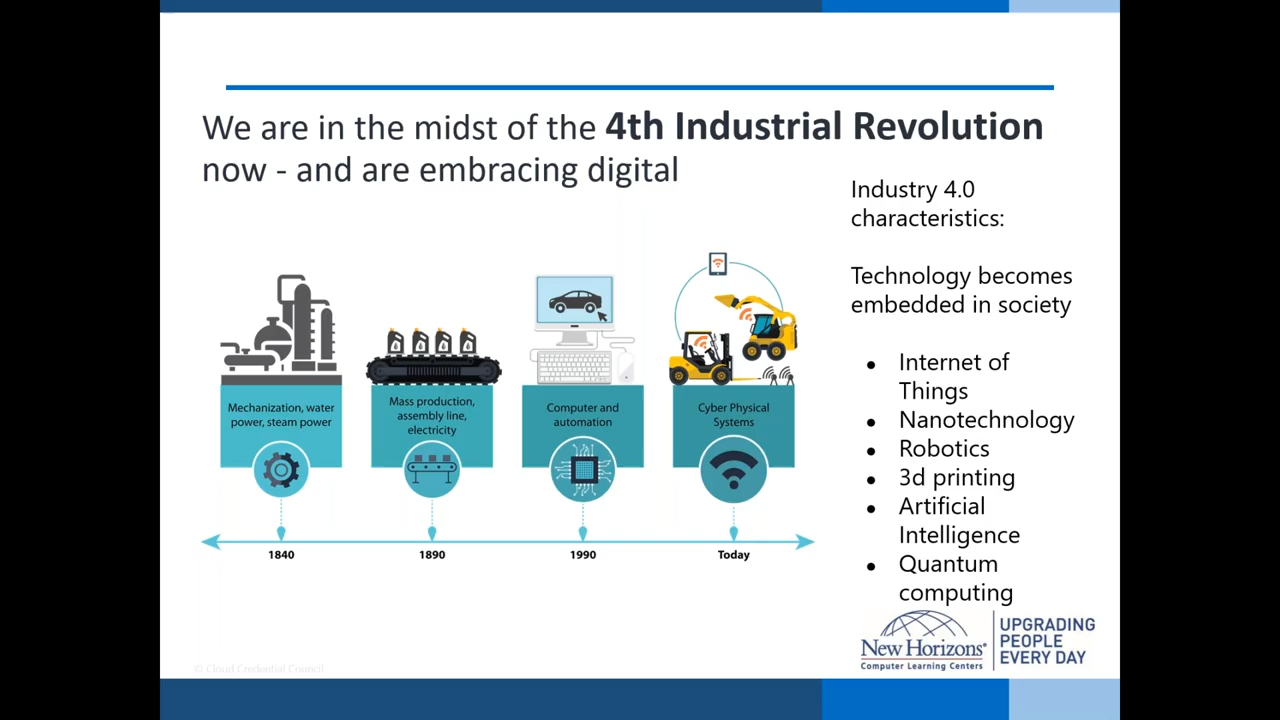 We are in the midst of the 4th Industrial Revolution
now - and are embracing digital
Industry 4.0
characteristics:
Technology becomes
embedded in society
● Internet of
Things
● Nanotechnology
● Robotics
● 3d printing
● Artificial
Intelligence
● Quantum
computing
Mechanization, water
power, steam power
Mass production,
assembly line,
electricity
Computer and
automation
Cyber Physical
Systems
1840
1890
1990
Today
© Cloud Credential Council
New Horizons®
Computer Learning Centers
UPGRADING
PEOPLE
EVERY DAY